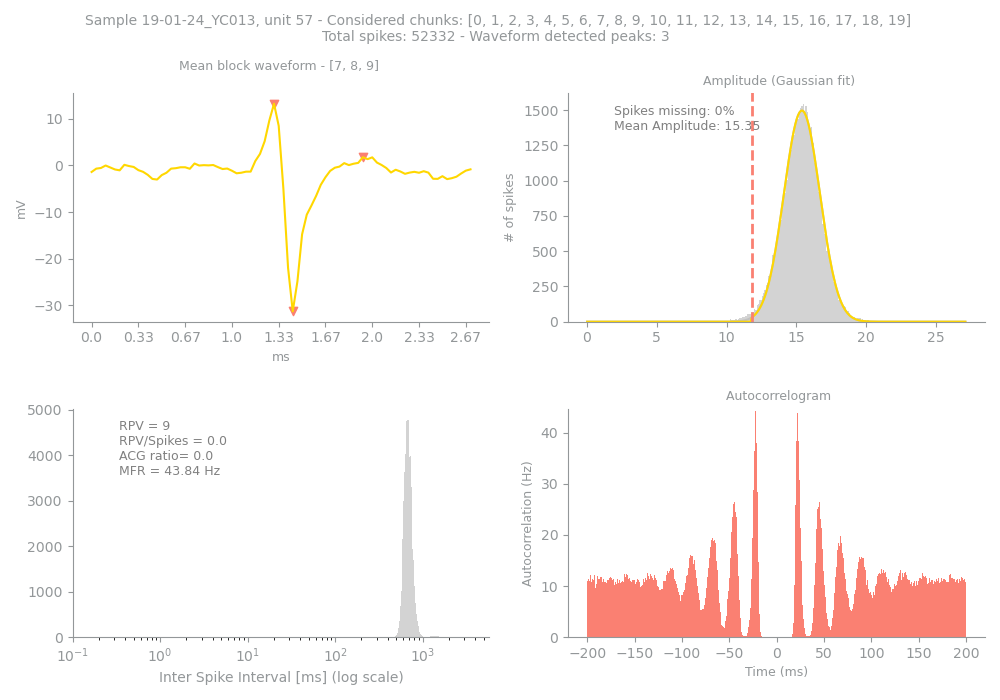 Sample 19-01-24_YC013, unit 57 - Considered chunks: [0, 1, 2, 3, 4, 5, 6, 7, 8, 9, 10, 11, 12, 13, 14, 15, 16, 17, 18, 19]
Total spikes: 52332 - Waveform detected peaks: 3
Mean block waveform - [7, 8, 9]
10
0
−10
−20
−30
mV
0.0 0.33 0.67 1.0 1.33 1.67 2.0 2.33 2.67
ms
Amplitude (Gaussian fit)
Spikes missing: 0%
Mean Amplitude: 15.35
1500
1250
1000
750
500
250
0
# of spikes
0 5 10 15 20 25
RPV = 9
RPV/Spikes = 0.0
ACG ratio= 0.0
MFR = 43.84 Hz
5000
4000
3000
2000
1000
0
10⁻¹ 10⁰ 10¹ 10² 10³
Inter Spike Interval [ms] (log scale)
Autocorrelogram
40
30
20
10
0
Autocorrelation (Hz)
−200 −150 −100 −50 0 50 100 150 200
Time (ms)